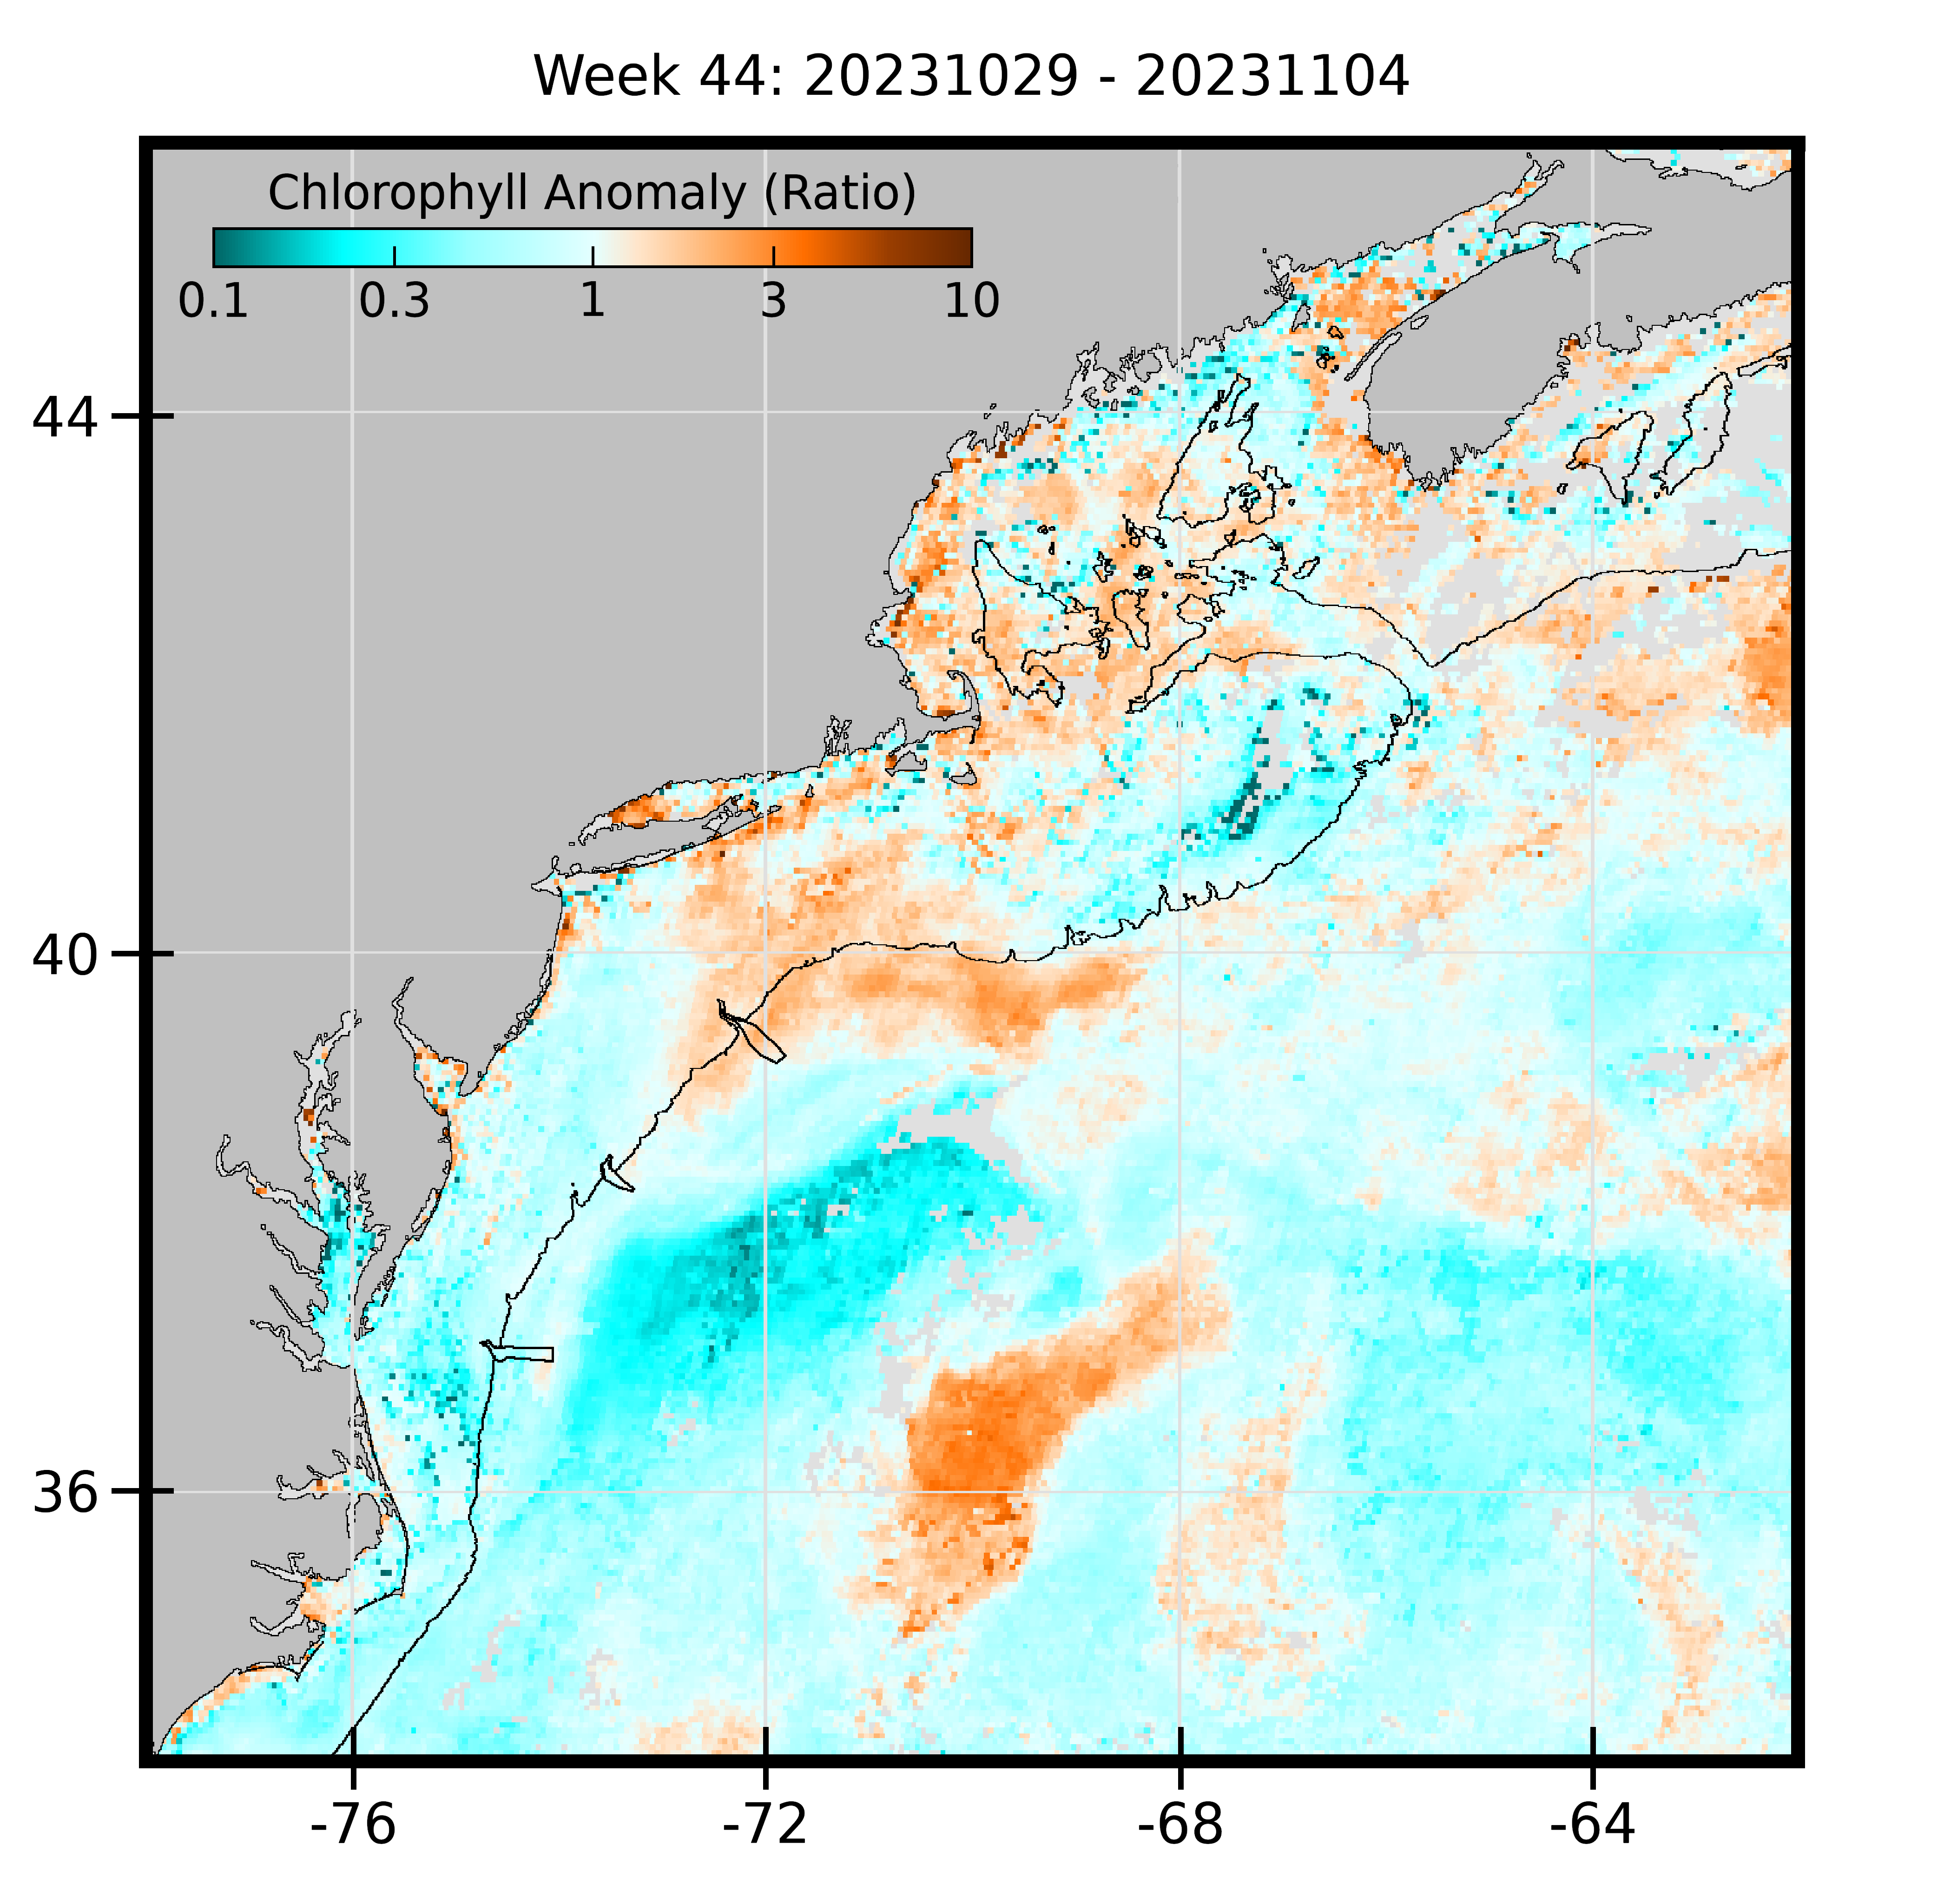 Week 44: 20231029 - 20231104
Chlorophyll Anomaly (Ratio)
0.1 0.3 1 3 10
44
40
36
-76 -72 -68 -64